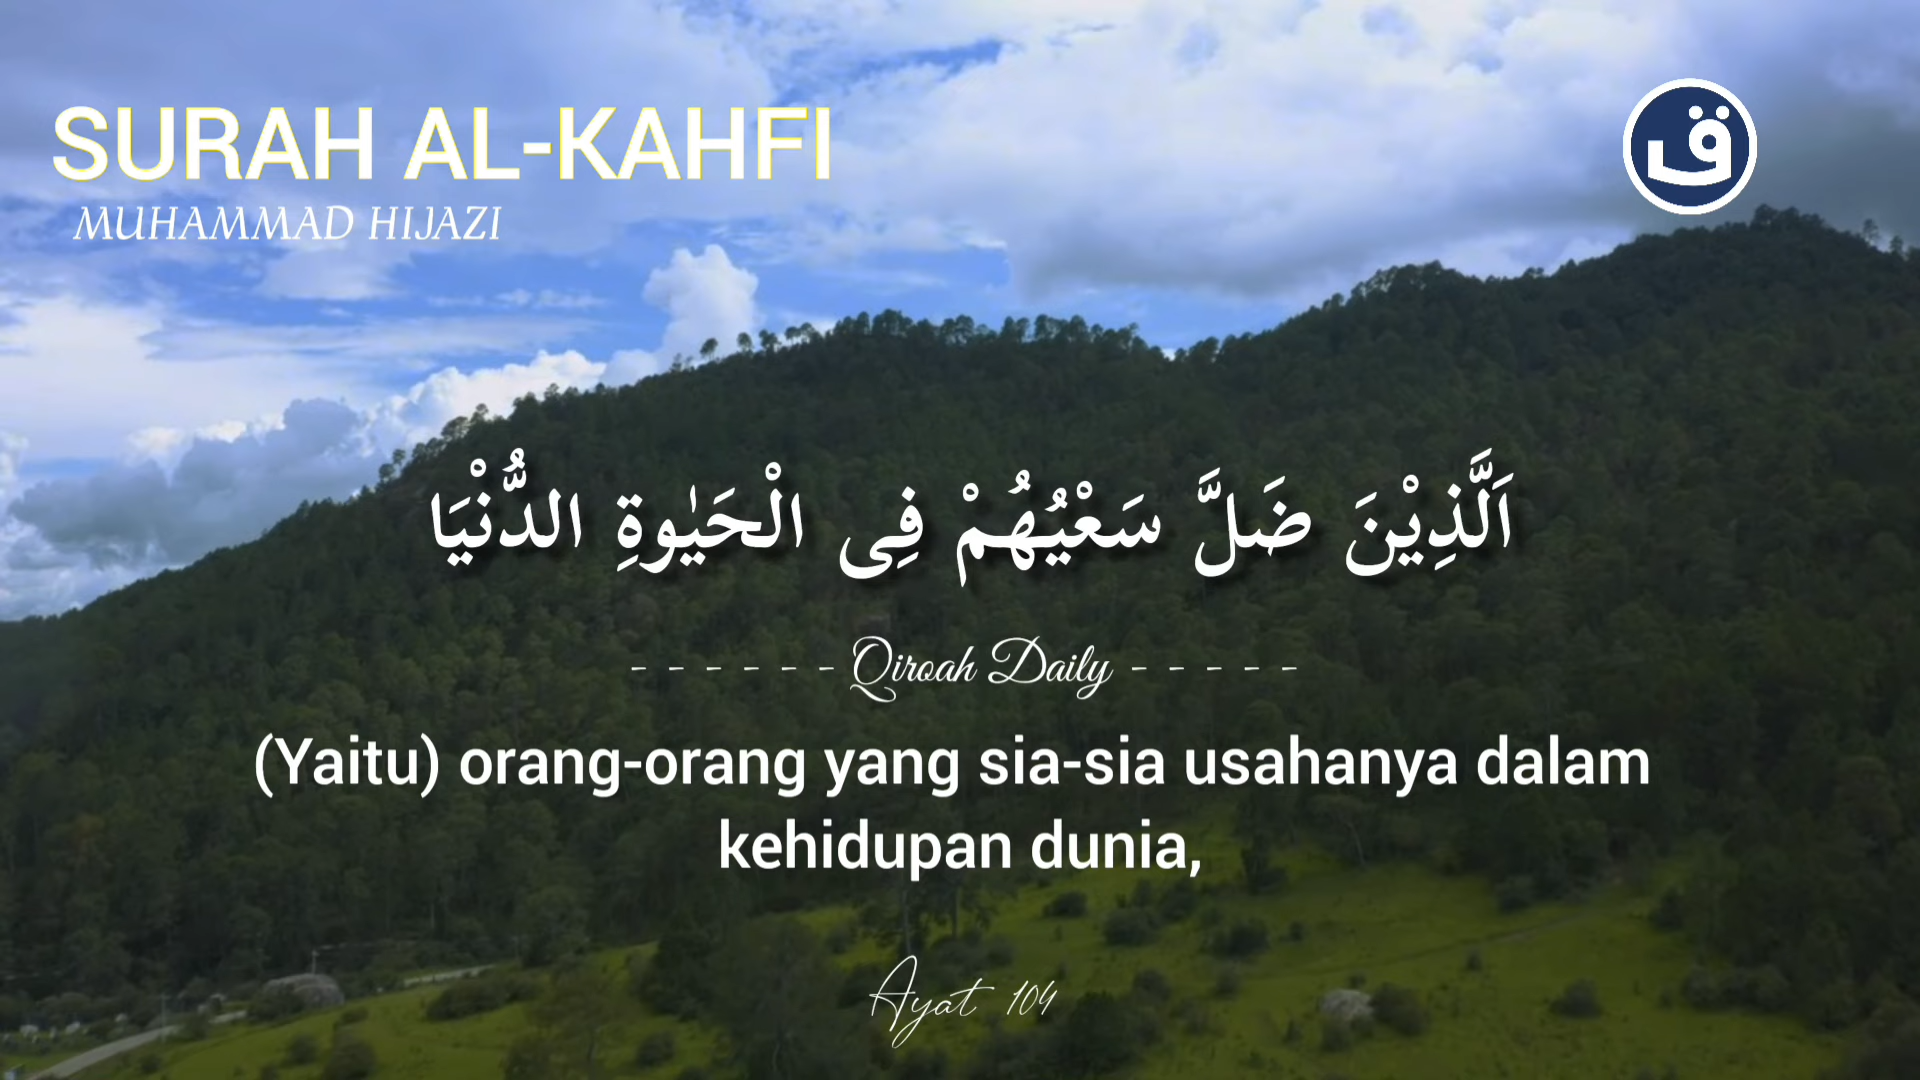 SURAH AL-KAHFI
MUHAMMAD HIJAZI
ق
اَلَّذِيْنَ ضَلَّ سَعْيُهُمْ فِى الْحَيٰوةِ الدُّنْيَا
- - - - - - Qiroah Daily - - - - -
(Yaitu) orang-orang yang sia-sia usahanya dalam
kehidupan dunia,
Ayat 104